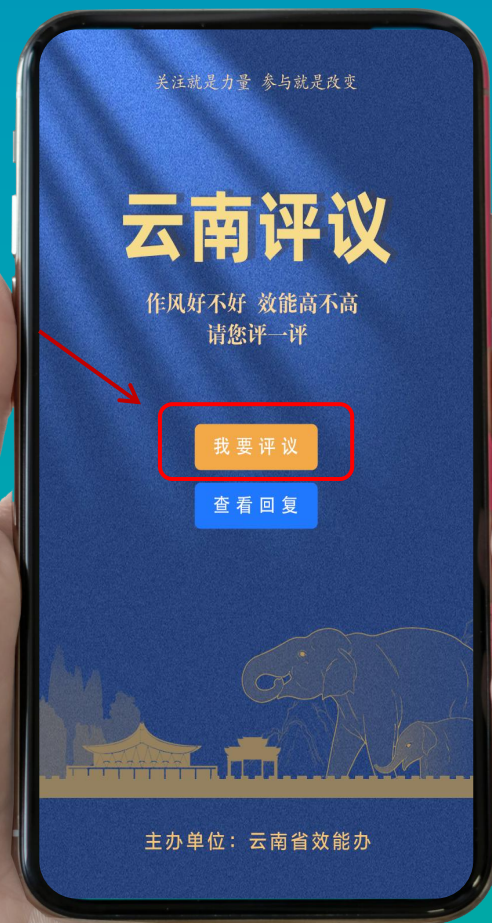 关注就是力量 参与就是改变
云南评议
作风好不好 效能高不高
请您评一评
我要评议
查看回复
主办单位：云南省效能办